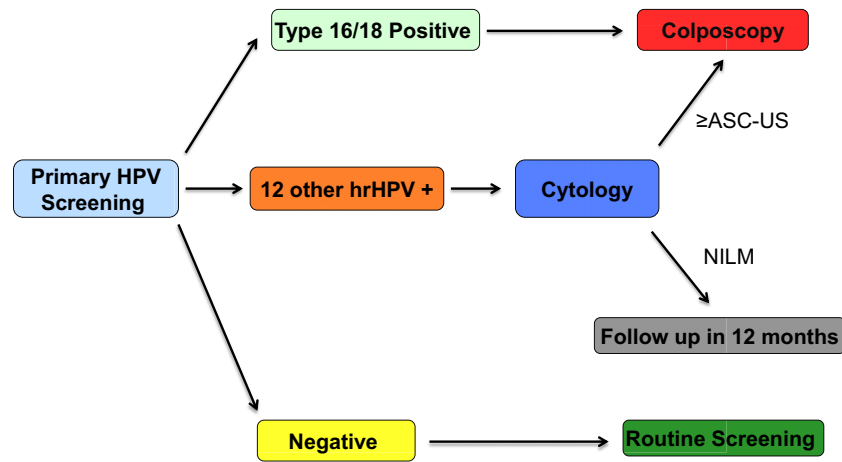 Type 16/18 Positive
Colposcopy
≥ASC-US
Primary HPV
Screening
12 other hrHPV +
Cytology
NILM
Follow up in 12 months
Negative
Routine Screening